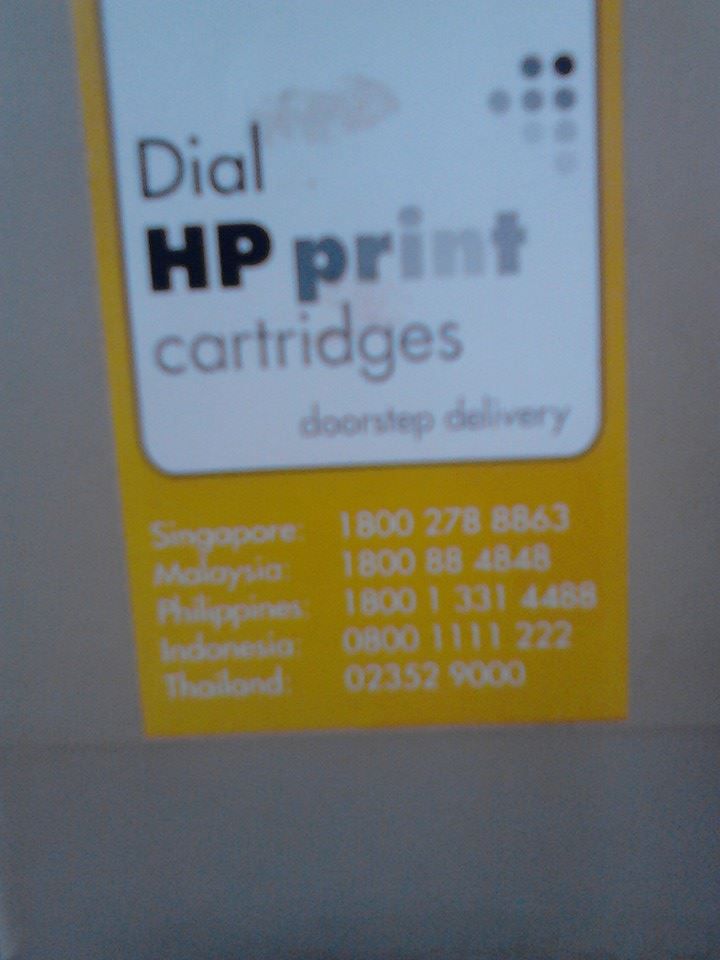 Dial
HP print
cartridges
doorstep delivery
Singapore: 1800 278 8863
Malaysia: 1800 88 4848
Philippines: 1800 1 331 4488
Indonesia: 0800 1111 222
Thailand: 02352 9000